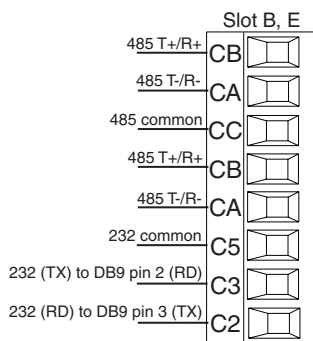 Slot B, E
485 T+/R+ CB
485 T-/R- CA
485 common CC
485 T+/R+ CB
485 T-/R- CA
232 common C5
232 (TX) to DB9 pin 2 (RD) C3
232 (RD) to DB9 pin 3 (TX) C2